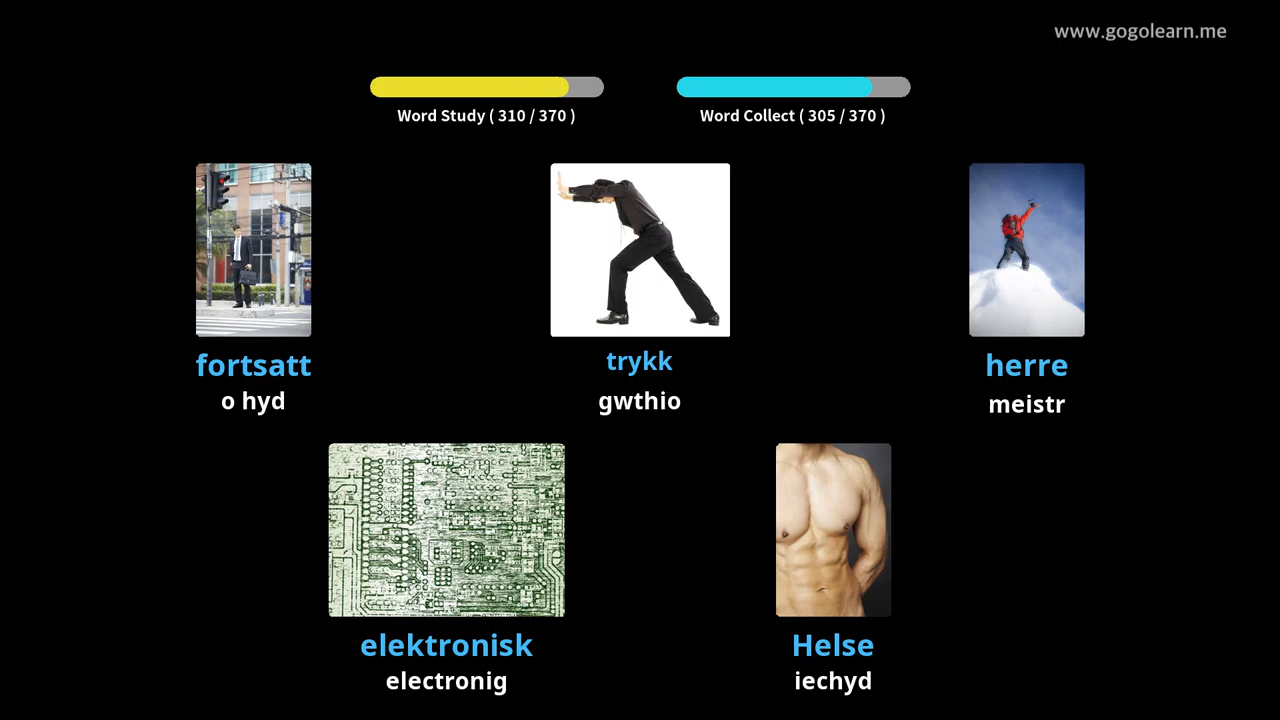 www.gogolearn.me
Word Study ( 310 / 370 )
Word Collect ( 305 / 370 )
fortsatt
o hyd
trykk
gwthio
herre
meistr
elektronisk
electronig
Helse
iechyd